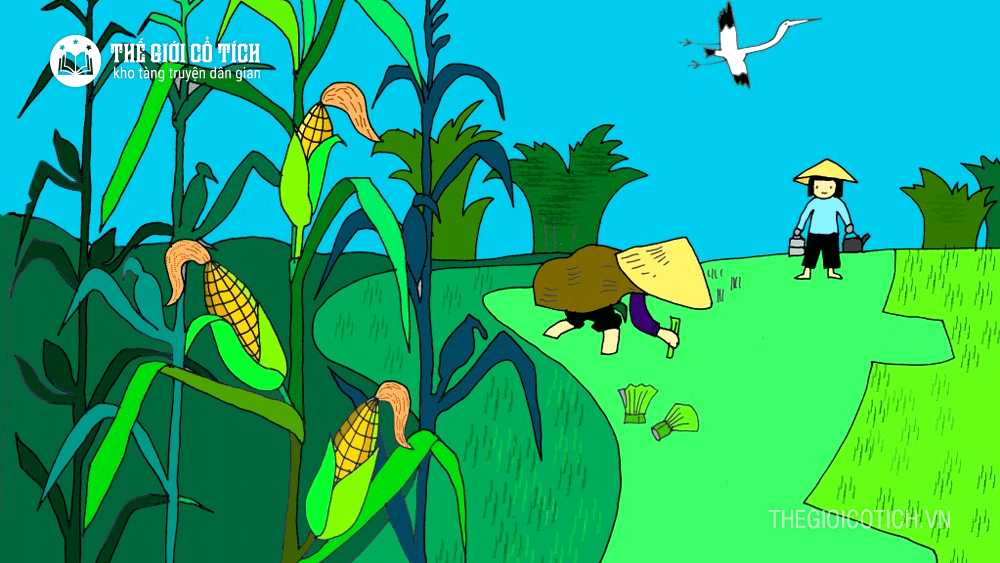 THẾ GIỚI CỔ TÍCH
kho tàng truyện dân gian
THEGIOICOTICH.VN